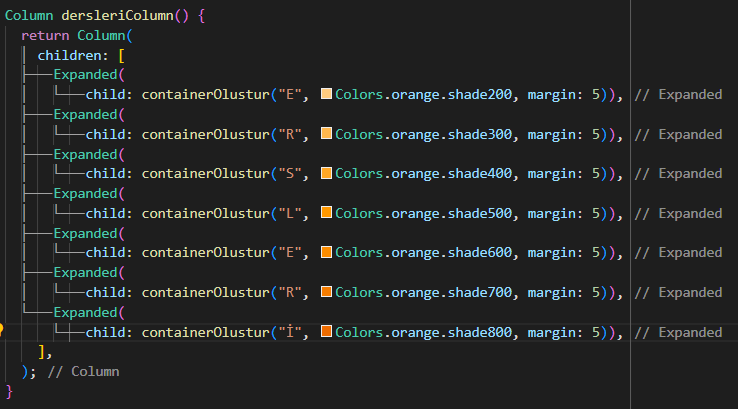 Column dersleriColumn() {
  return Column(
    children: [
      Expanded(
          child: containerOlustur("E", Colors.orange.shade200, margin: 5)), // Expanded
      Expanded(
          child: containerOlustur("R", Colors.orange.shade300, margin: 5)), // Expanded
      Expanded(
          child: containerOlustur("S", Colors.orange.shade400, margin: 5)), // Expanded
      Expanded(
          child: containerOlustur("L", Colors.orange.shade500, margin: 5)), // Expanded
      Expanded(
          child: containerOlustur("E", Colors.orange.shade600, margin: 5)), // Expanded
      Expanded(
          child: containerOlustur("R", Colors.orange.shade700, margin: 5)), // Expanded
      Expanded(
          child: containerOlustur("İ", Colors.orange.shade800, margin: 5)), // Expanded
    ],
  ); // Column
}